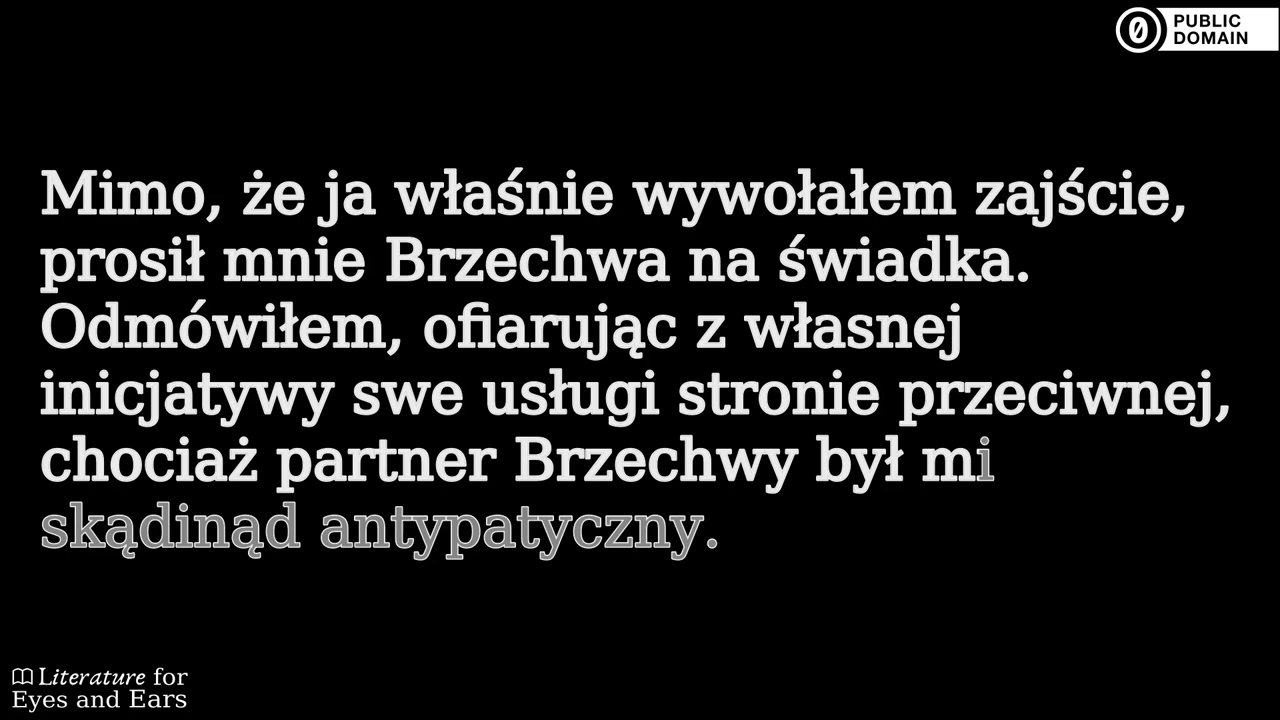 PUBLIC
DOMAIN
Mimo, że ja właśnie wywołałem zajście,
prosił mnie Brzechwa na świadka.
Odmówiłem, ofiarując z własnej
inicjatywy swe usługi stronie przeciwnej,
chociaż partner Brzechwy był mi
skądinąd antypatyczny.
Literature for
Eyes and Ears